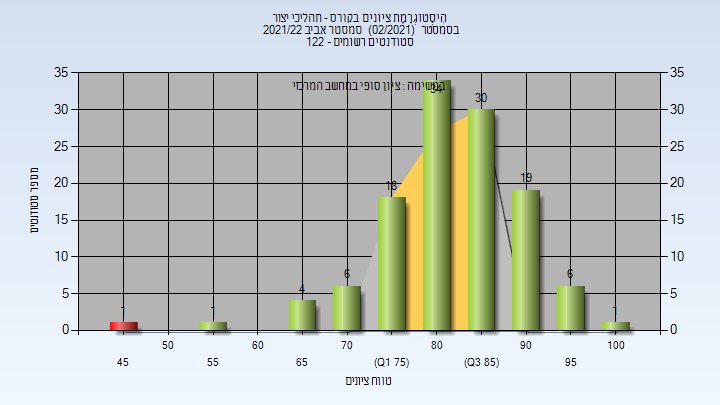 היסטוגרמת ציונים בקורס - תהליכי יצור
בסמסטר (02/2021) סמסטר אביב 2021/22
סטודנטים רשומים - 122
במשימה : ציון סופי במחשב המרכזי
35 35
30 30
25 25
20 20
15 15
10 10
5 5
0 0
1 1 4 6 18 34 30 19 6 1
מספר סטודנטים
50 60 70 80 90 100
45 55 65 (Q1 75) (Q3 85) 95
טווח ציונים